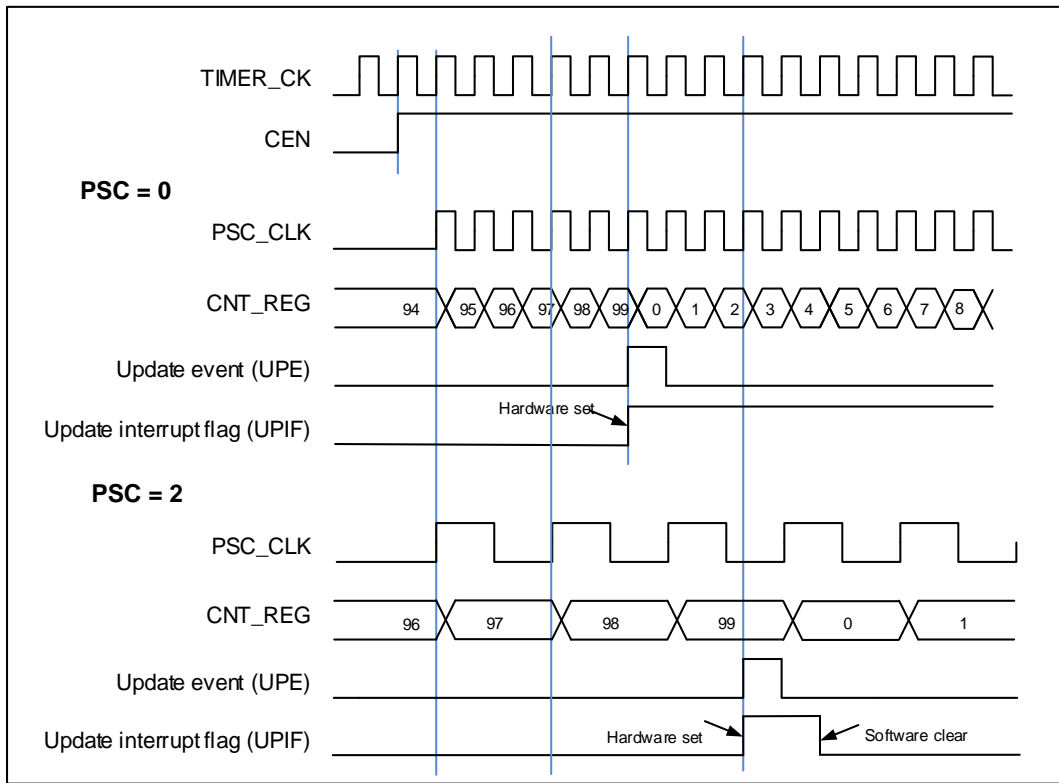 TIMER_CK
CEN
PSC = 0
PSC_CLK
CNT_REG 94 95 96 97 98 99 0 1 2 3 4 5 6 7 8
Update event (UPE)
Hardware set
Update interrupt flag (UPIF)
PSC = 2
PSC_CLK
CNT_REG 96 97 98 99 0 1
Update event (UPE)
Update interrupt flag (UPIF) Hardware set Software clear